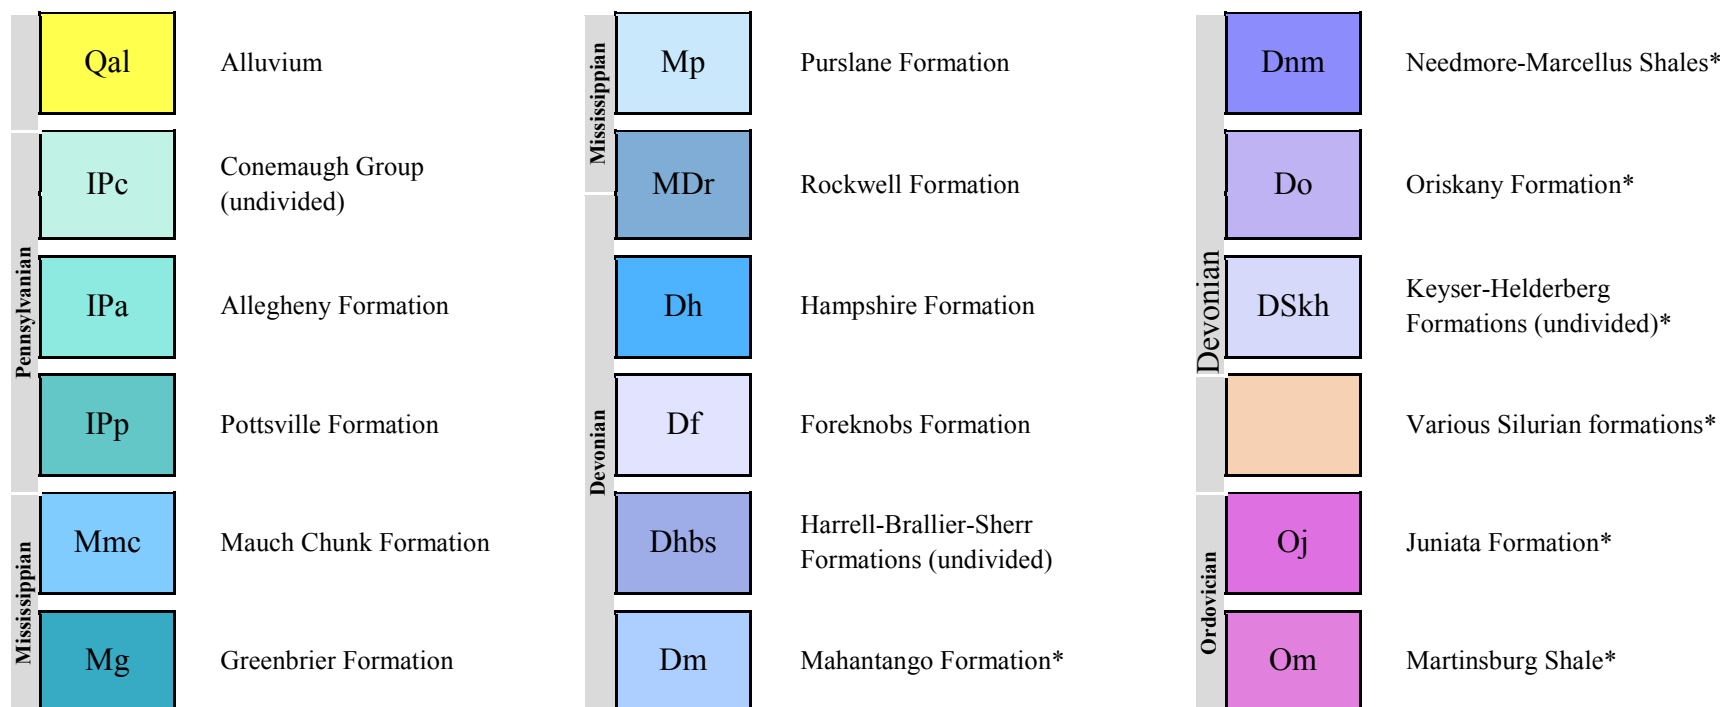 Qal
Alluvium
Pennsylvanian
IPc
Conemaugh Group
(undivided)
IPa
Allegheny Formation
IPp
Pottsville Formation
Mississippian
Mmc
Mauch Chunk Formation
Mg
Greenbrier Formation
Mississippian
Mp
Purslane Formation
MDr
Rockwell Formation
Devonian
Dh
Hampshire Formation
Df
Foreknobs Formation
Dhbs
Harrell-Brallier-Sherr
Formations (undivided)
Dm
Mahantango Formation*
Devonian
Dnm
Needmore-Marcellus Shales*
Do
Oriskany Formation*
DSkh
Keyser-Helderberg
Formations (undivided)*
Various Silurian formations*
Ordovician
Oj
Juniata Formation*
Om
Martinsburg Shale*